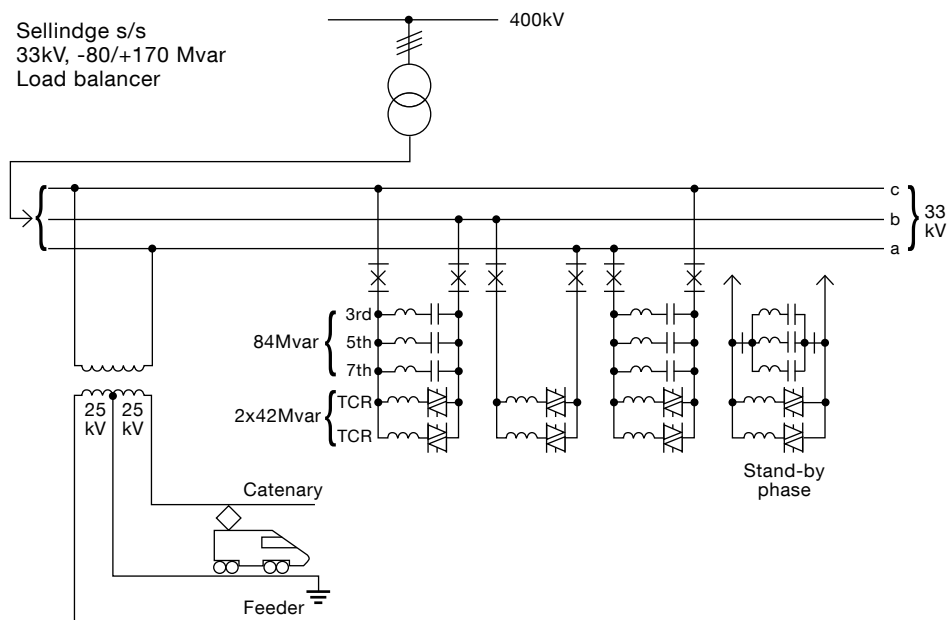 Sellindge s/s
33kV, -80/+170 Mvar
Load balancer
400kV
c
b
a
33
kV
3rd
5th
7th
84Mvar
TCR
TCR
2x42Mvar
25
kV
25
kV
Stand-by
phase
Catenary
Feeder